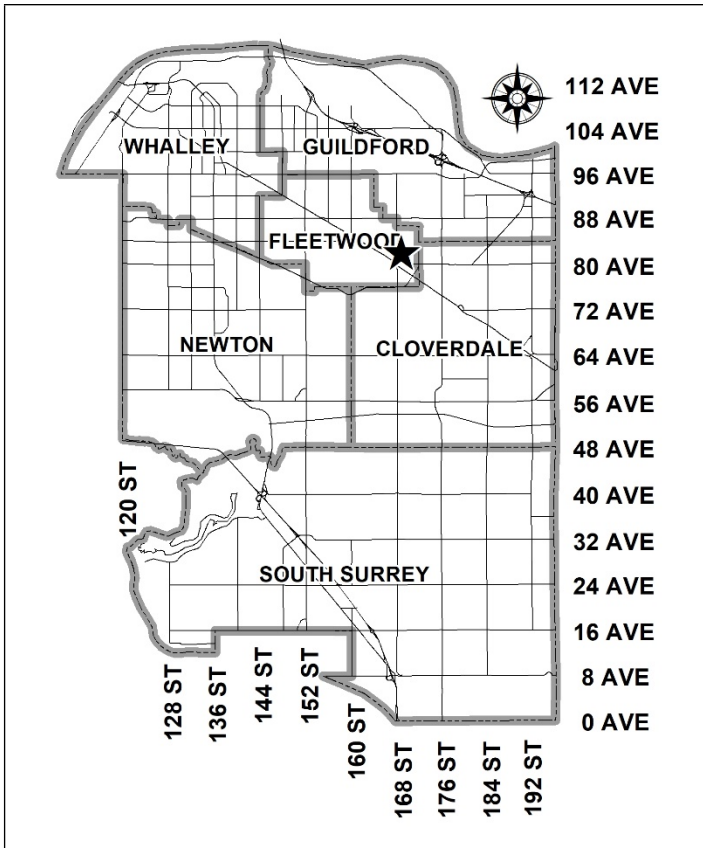 112 AVE
104 AVE
WHALLEY
GUILDFORD
96 AVE
88 AVE
FLEETWOOD
80 AVE
72 AVE
NEWTON
CLOVERDALE
64 AVE
56 AVE
48 AVE
120 ST
40 AVE
32 AVE
SOUTH SURREY
24 AVE
16 AVE
8 AVE
0 AVE
128 ST
136 ST
144 ST
152 ST
160 ST
168 ST
176 ST
184 ST
192 ST